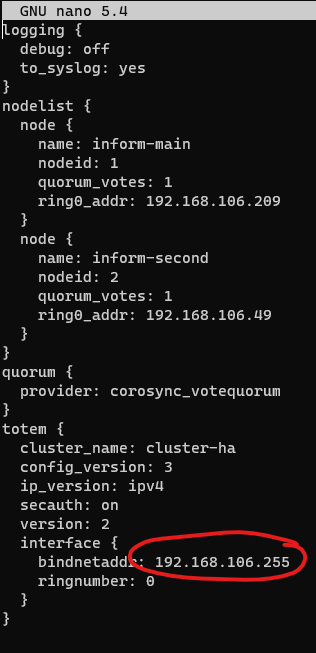 GNU nano 5.4
logging {
debug: off
to_syslog: yes
}
nodelist {
node {
name: inform-main
nodeid: 1
quorum_votes: 1
ring0_addr: 192.168.106.209
}
node {
name: inform-second
nodeid: 2
quorum_votes: 1
ring0_addr: 192.168.106.49
}
}
quorum {
provider: corosync_votequorum
}
totem {
cluster_name: cluster-ha
config_version: 3
ip_version: ipv4
secauth: on
version: 2
interface {
bindnetaddr: 192.168.106.255
ringnumber: 0
}
}